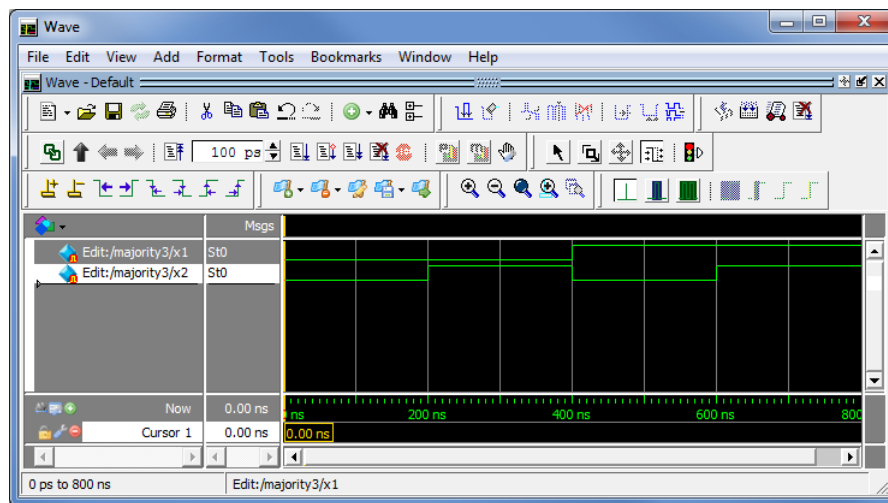 Wave
File Edit View Add Format Tools Bookmarks Window Help
Wave - Default
100 ps
Msgs
Edit:/majority3/x1 St0
Edit:/majority3/x2 St0
Now 0.00 ns ns 200 ns 400 ns 600 ns 800
Cursor 1 0.00 ns 0.00 ns
0 ps to 800 ns Edit:/majority3/x1